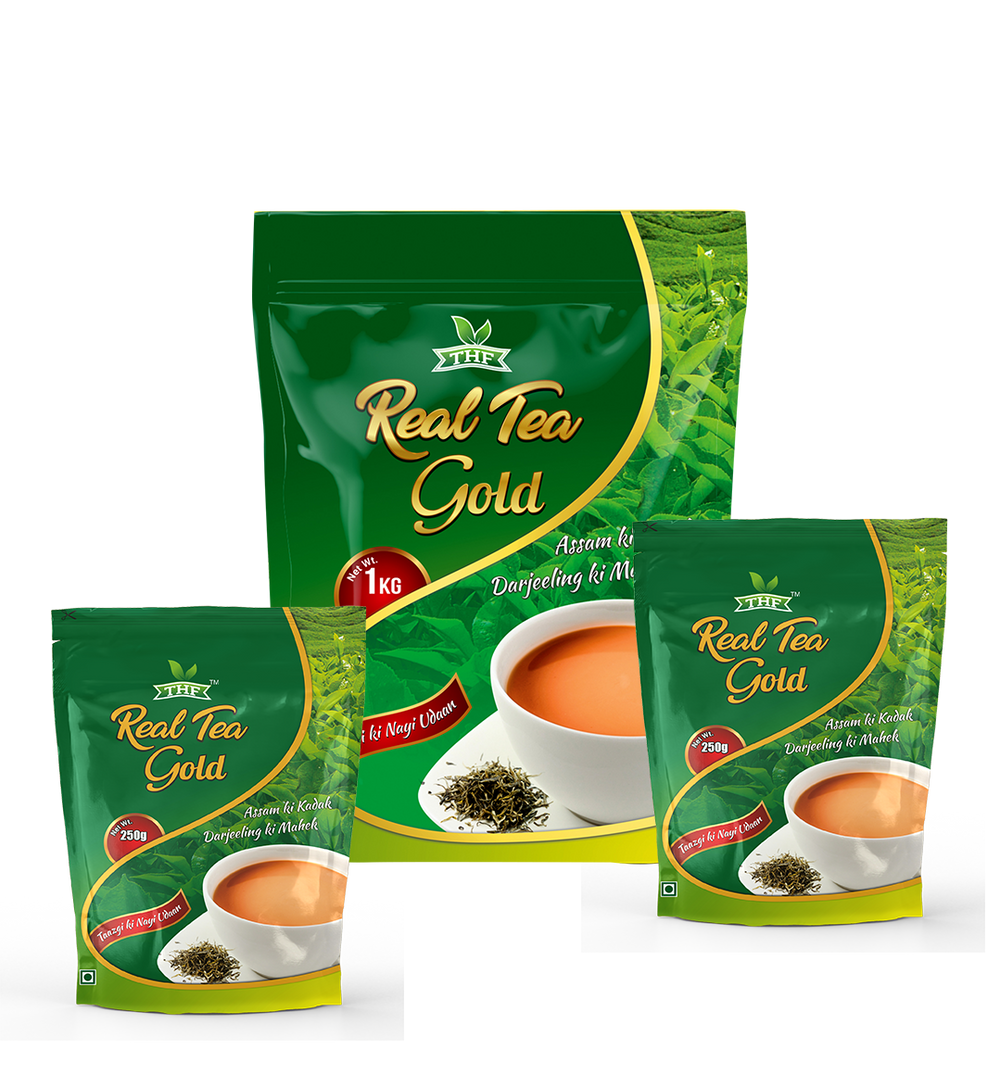 THF
Real Tea
Gold
Net Wt.
1KG
Assam ki
Darjeeling ki
ki Nayi Udaan
THF™
Real Tea
Gold
Net Wt.
250g
Assam ki Kadak
Darjeeling ki Mahek
Taazgi ki Nayi Udaan
THF™
Real Tea
Gold
Net Wt.
250g
Assam ki Kadak
Darjeeling ki Mahek
Taazgi ki Nayi Udaan